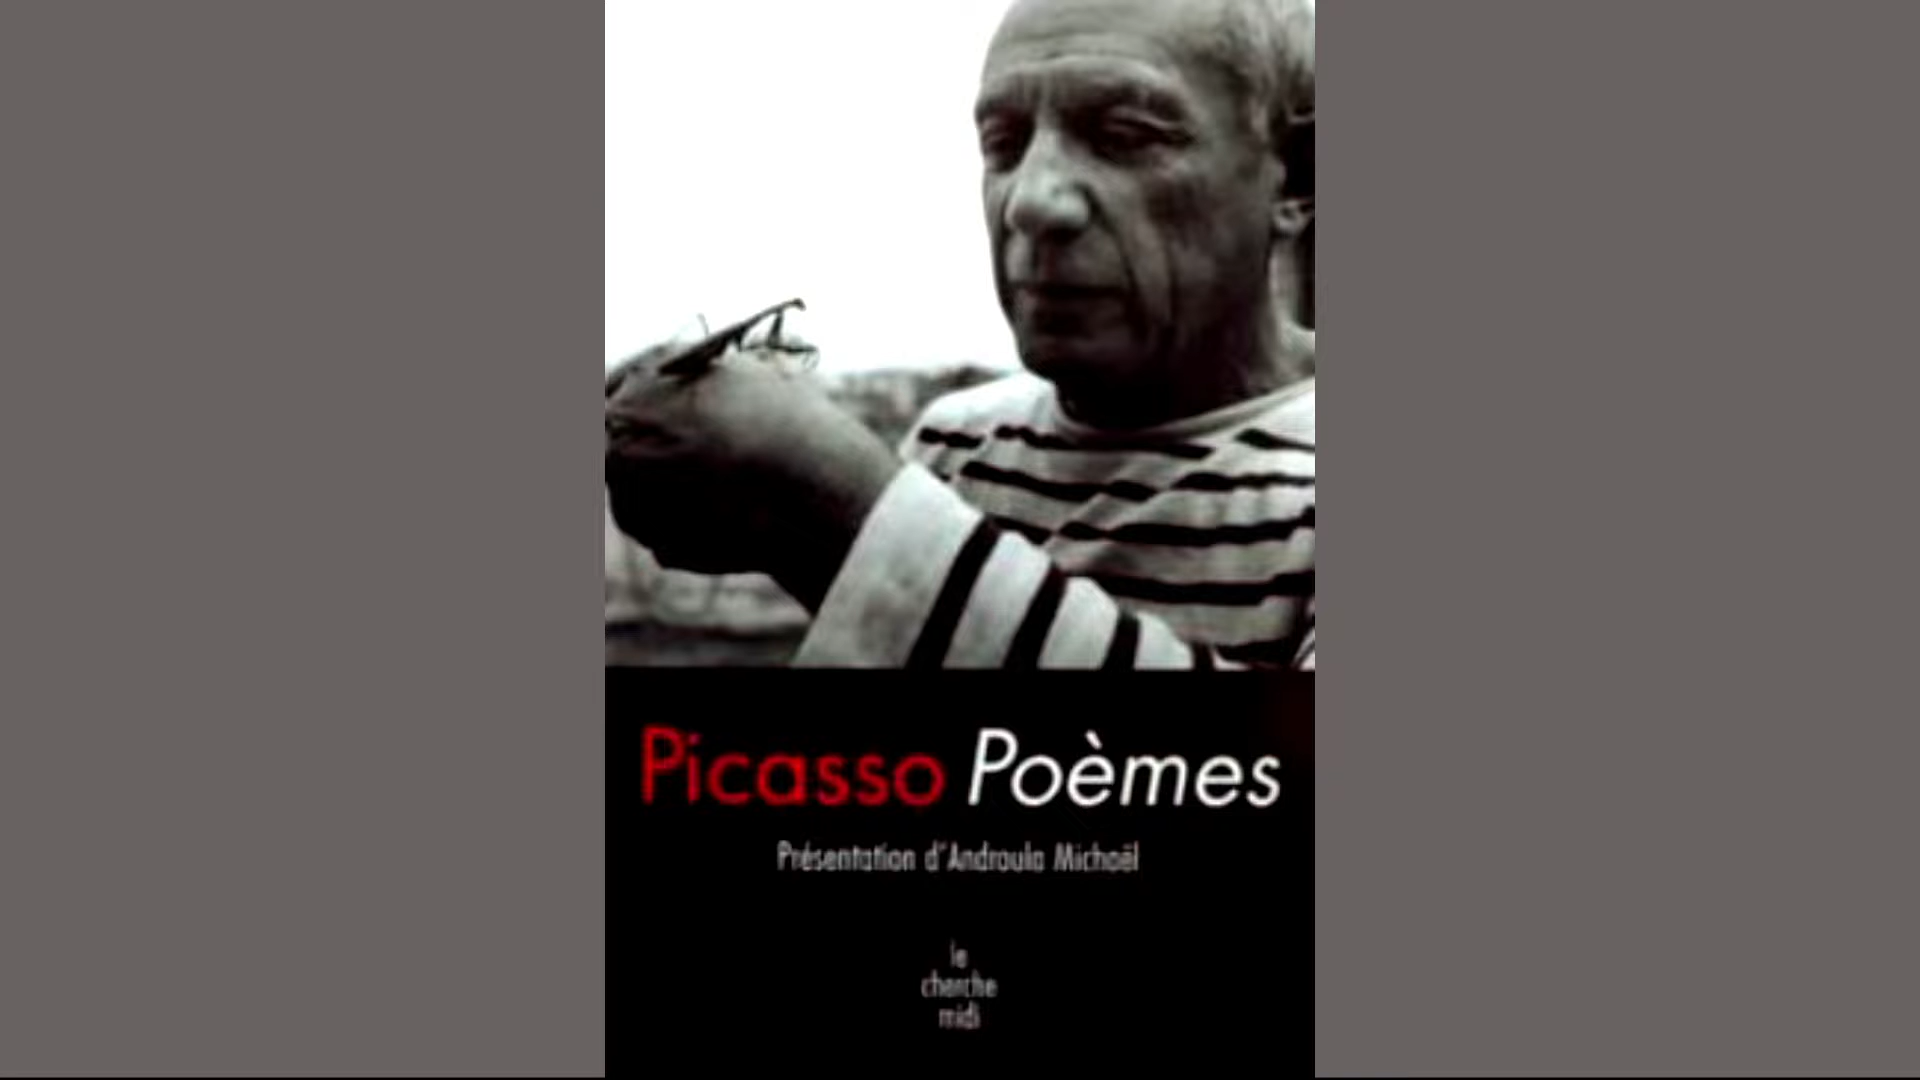 Picasso Poèmes
Présentation d'Androula Michaël
le
cherche
midi